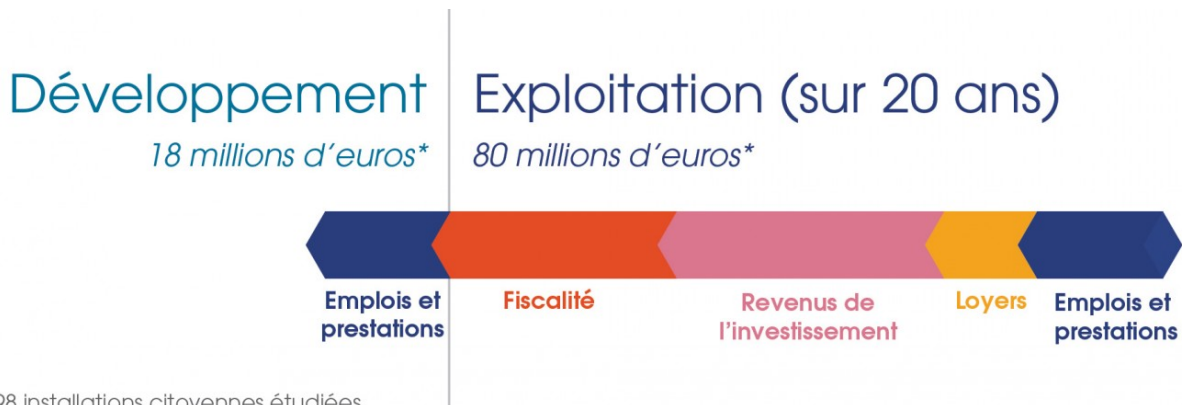 Développement
18 millions d'euros*
Exploitation (sur 20 ans)
80 millions d'euros*
Emplois et
prestations
Fiscalité
Revenus de
l'investissement
Loyers
Emplois et
prestations
98 installations citoyennes étudiées